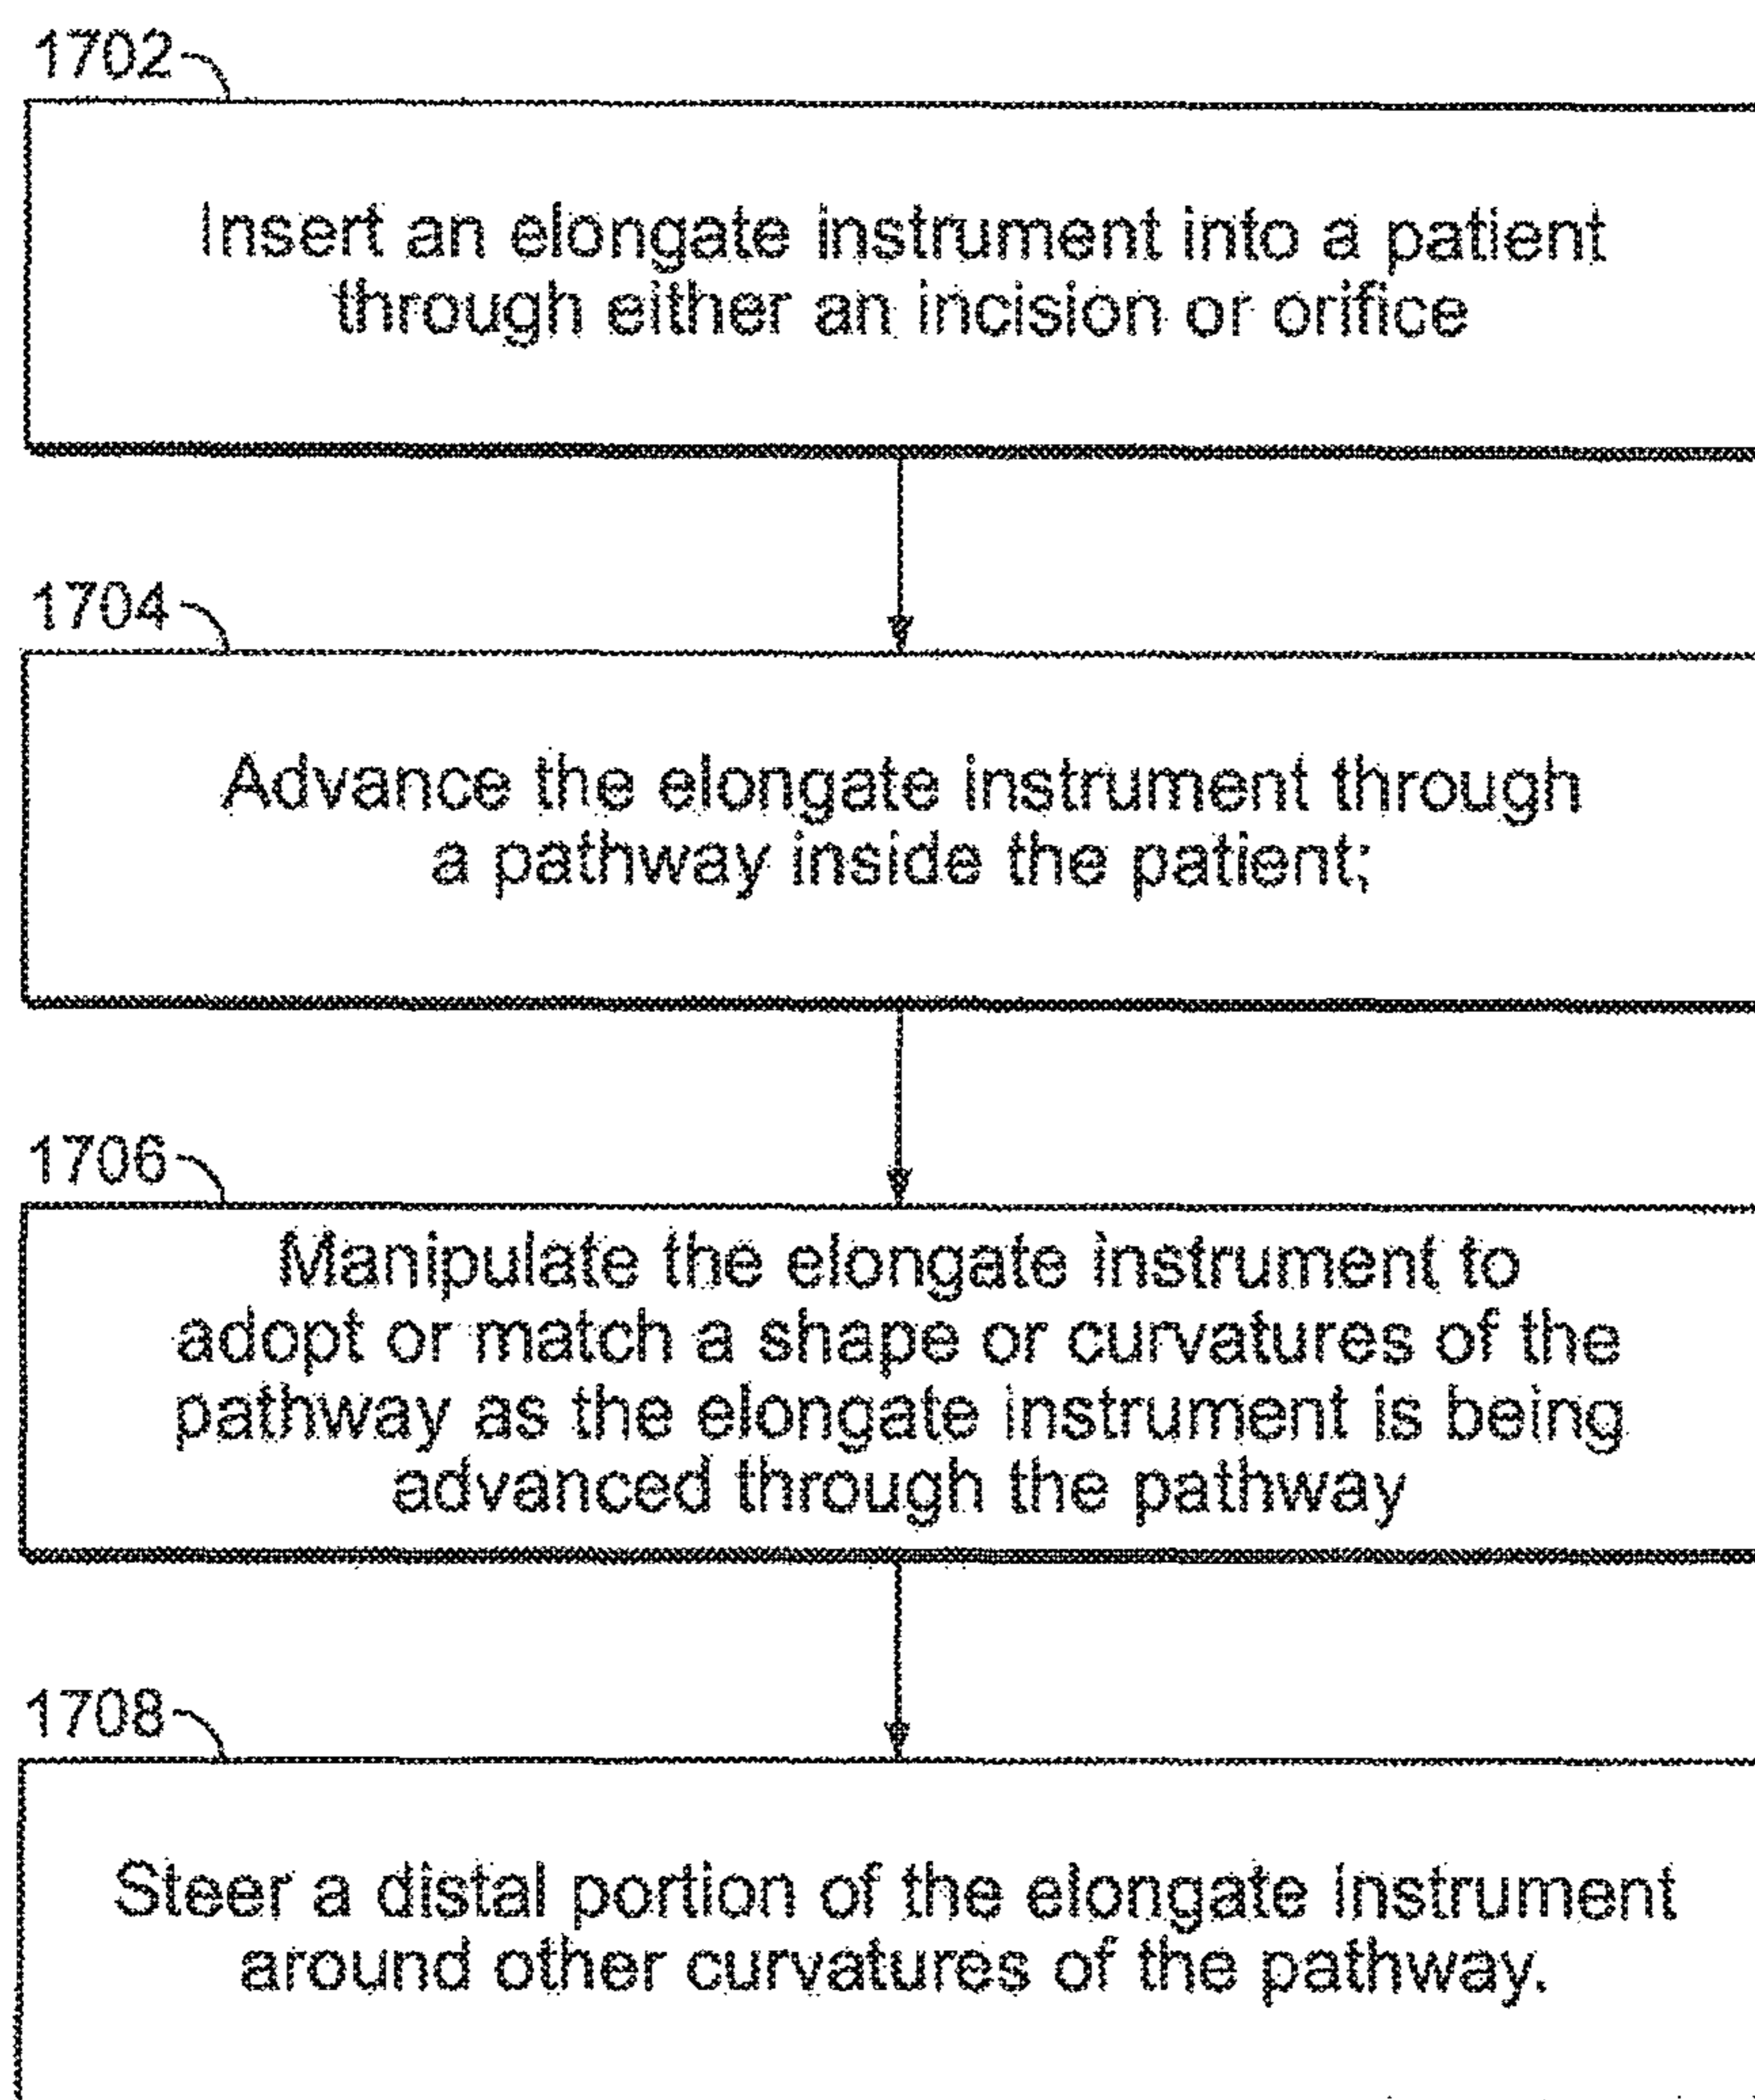 1702
Insert an elongate instrument into a patient
through either an incision or orifice
1704
Advance the elongate instrument through
a pathway inside the patient;
1706
Manipulate the elongate instrument to
adopt or match a shape or curvatures of the
pathway as the elongate instrument is being
advanced through the pathway
1708
Steer a distal portion of the elongate instrument
around other curvatures of the pathway.